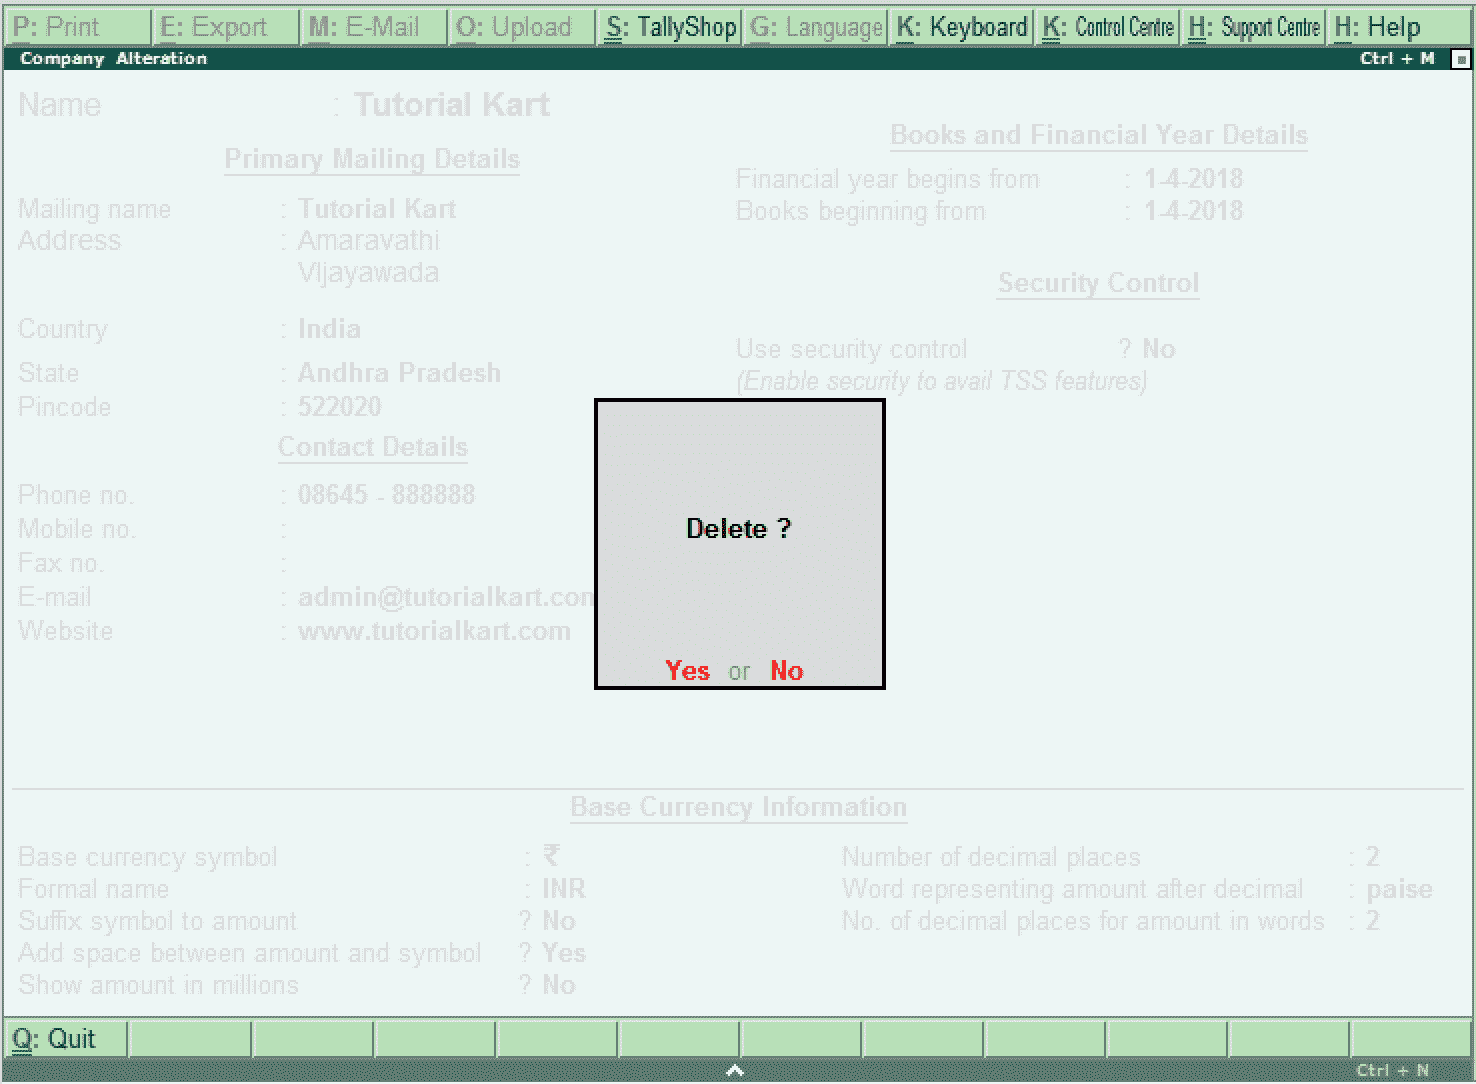 P: Print E: Export M: E-Mail O: Upload S: TallyShop G: Language K: Keyboard K: Control Centre H: Support Centre H: Help
Company Alteration Ctrl + M
Name : Tutorial Kart
Books and Financial Year Details
Primary Mailing Details
Financial year begins from : 1-4-2018
Mailing name : Tutorial Kart
Books beginning from : 1-4-2018
Address : Amaravathi
VIjayawada
Security Control
Country : India
Use security control ? No
State : Andhra Pradesh
(Enable security to avail TSS features)
Pincode : 522020
Contact Details
Phone no. : 08645 - 888888
Mobile no. :
Delete ?
Fax no. :
E-mail : admin@tutorialkart.com
Website : www.tutorialkart.com
Yes or No
Base Currency Information
Base currency symbol : ₹ Number of decimal places : 2
Formal name : INR Word representing amount after decimal : paise
Suffix symbol to amount ? No No. of decimal places for amount in words : 2
Add space between amount and symbol ? Yes
Show amount in millions ? No
Q: Quit
Ctrl + N